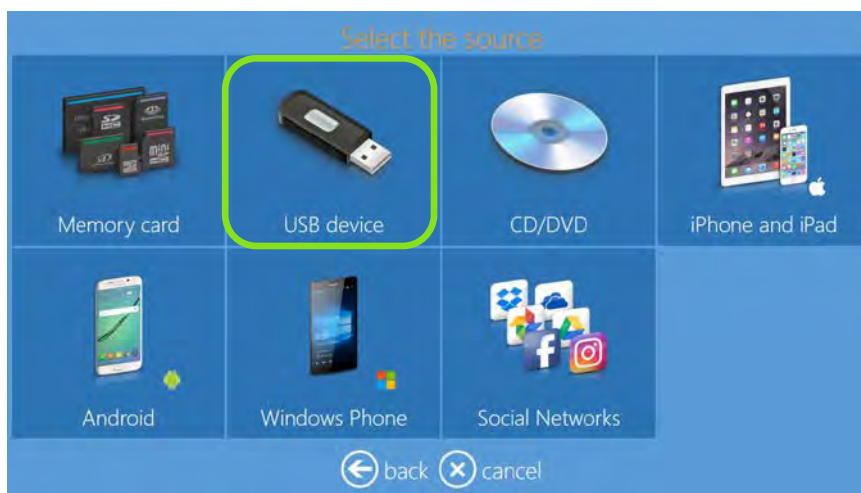 Select the source
Memory card
USB device
CD/DVD
iPhone and iPad
Android
Windows Phone
Social Networks
back cancel